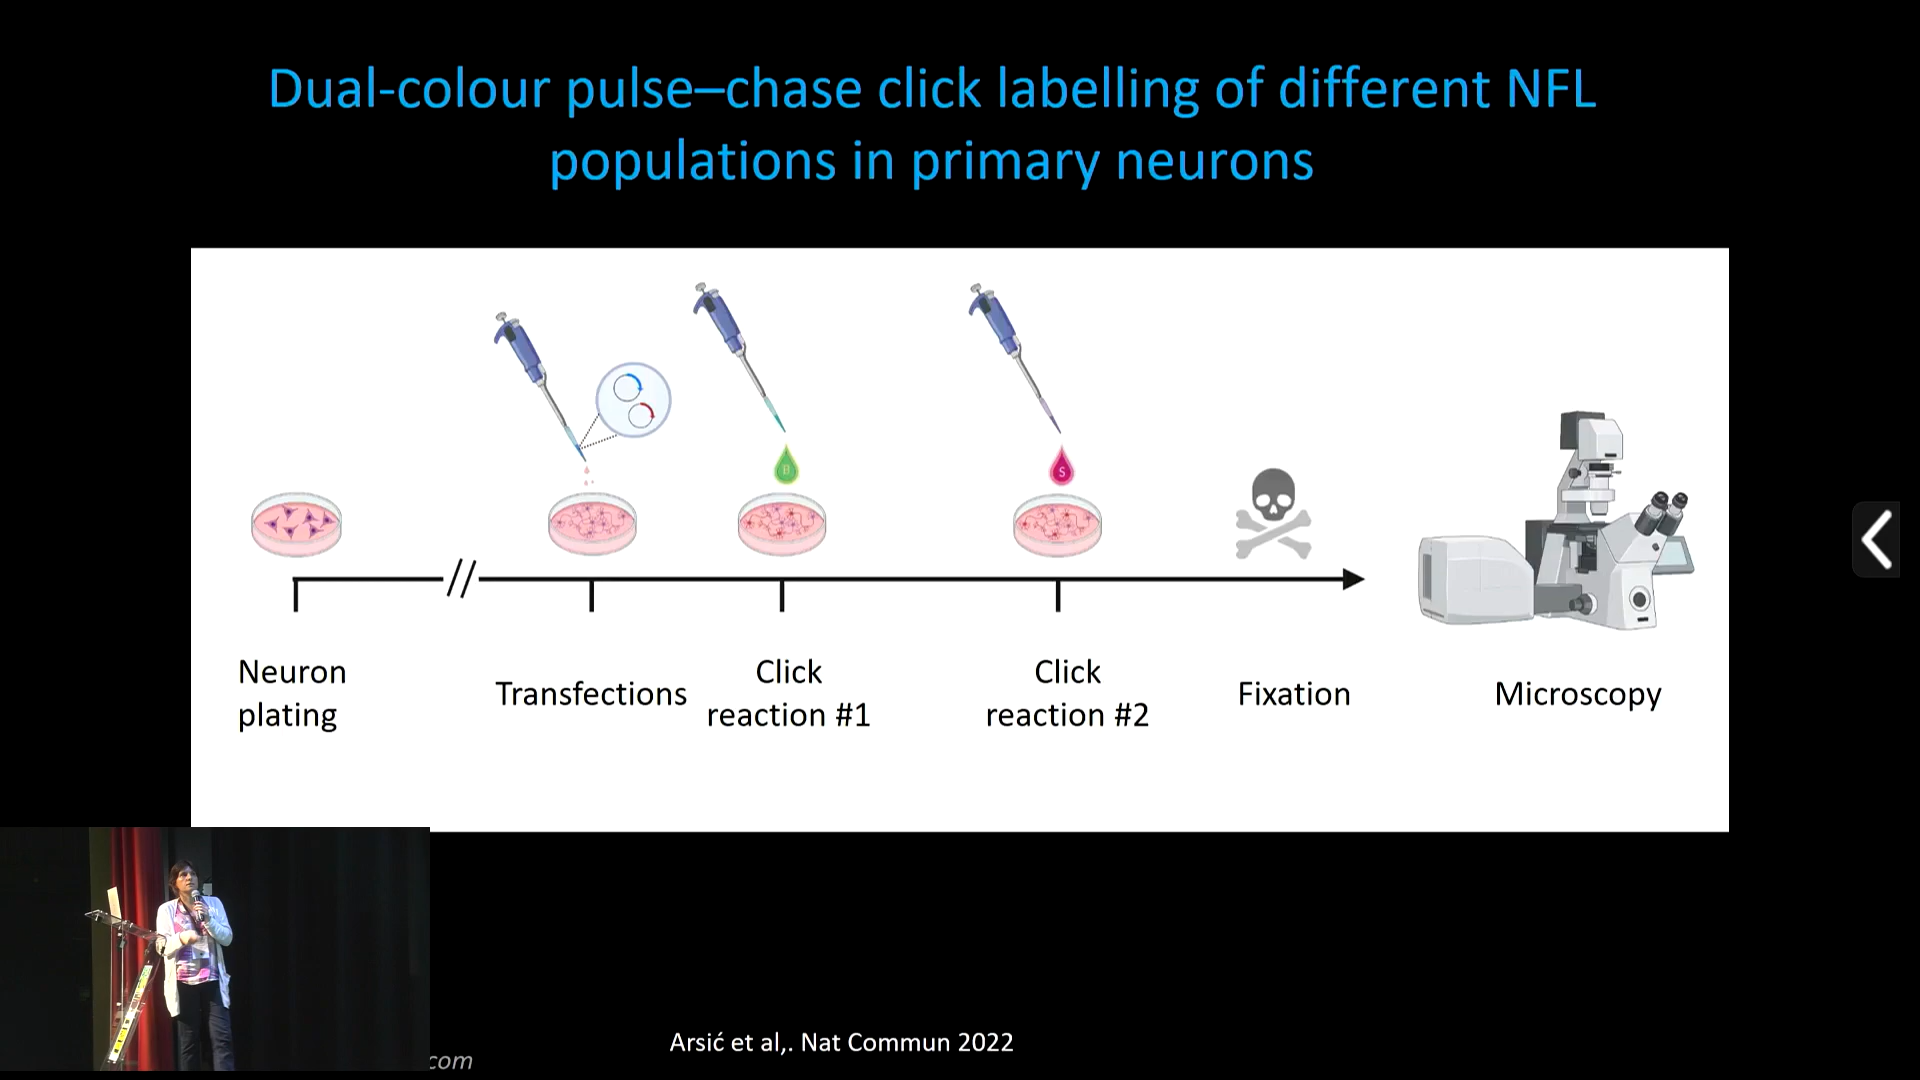 Dual-colour pulse–chase click labelling of different NFL
populations in primary neurons
B
S
Neuron
plating
Transfections
Click
reaction #1
Click
reaction #2
Fixation
Microscopy
Arsić et al,. Nat Commun 2022
com